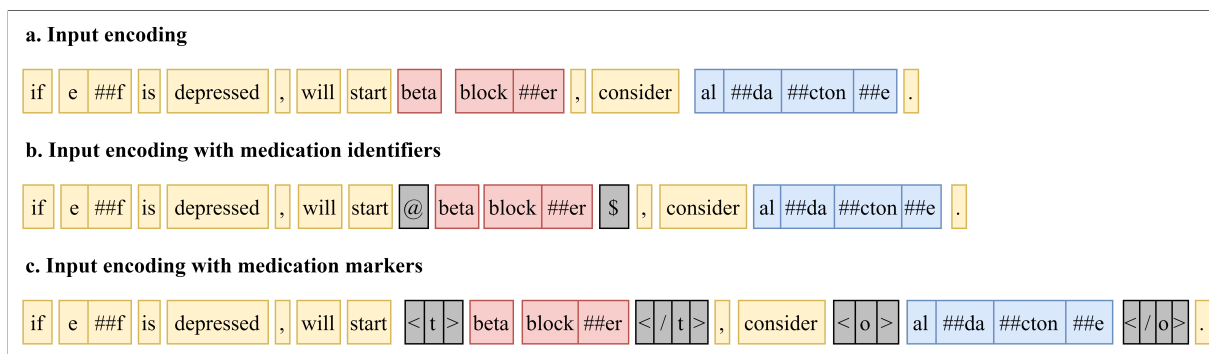 a. Input encoding
if e ##f is depressed , will start beta block ##er , consider al ##da ##cton ##e .
b. Input encoding with medication identifiers
if e ##f is depressed , will start @ beta block ##er $ , consider al ##da ##cton ##e .
c. Input encoding with medication markers
if e ##f is depressed , will start < t > beta block ##er < / t > , consider < o > al ##da ##cton ##e < / o > .